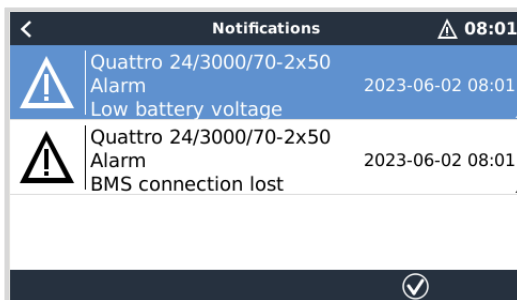 Notifications
08:01
Quattro 24/3000/70-2x50
Alarm
2023-06-02 08:01
Low battery voltage
Quattro 24/3000/70-2x50
Alarm
2023-06-02 08:01
BMS connection lost